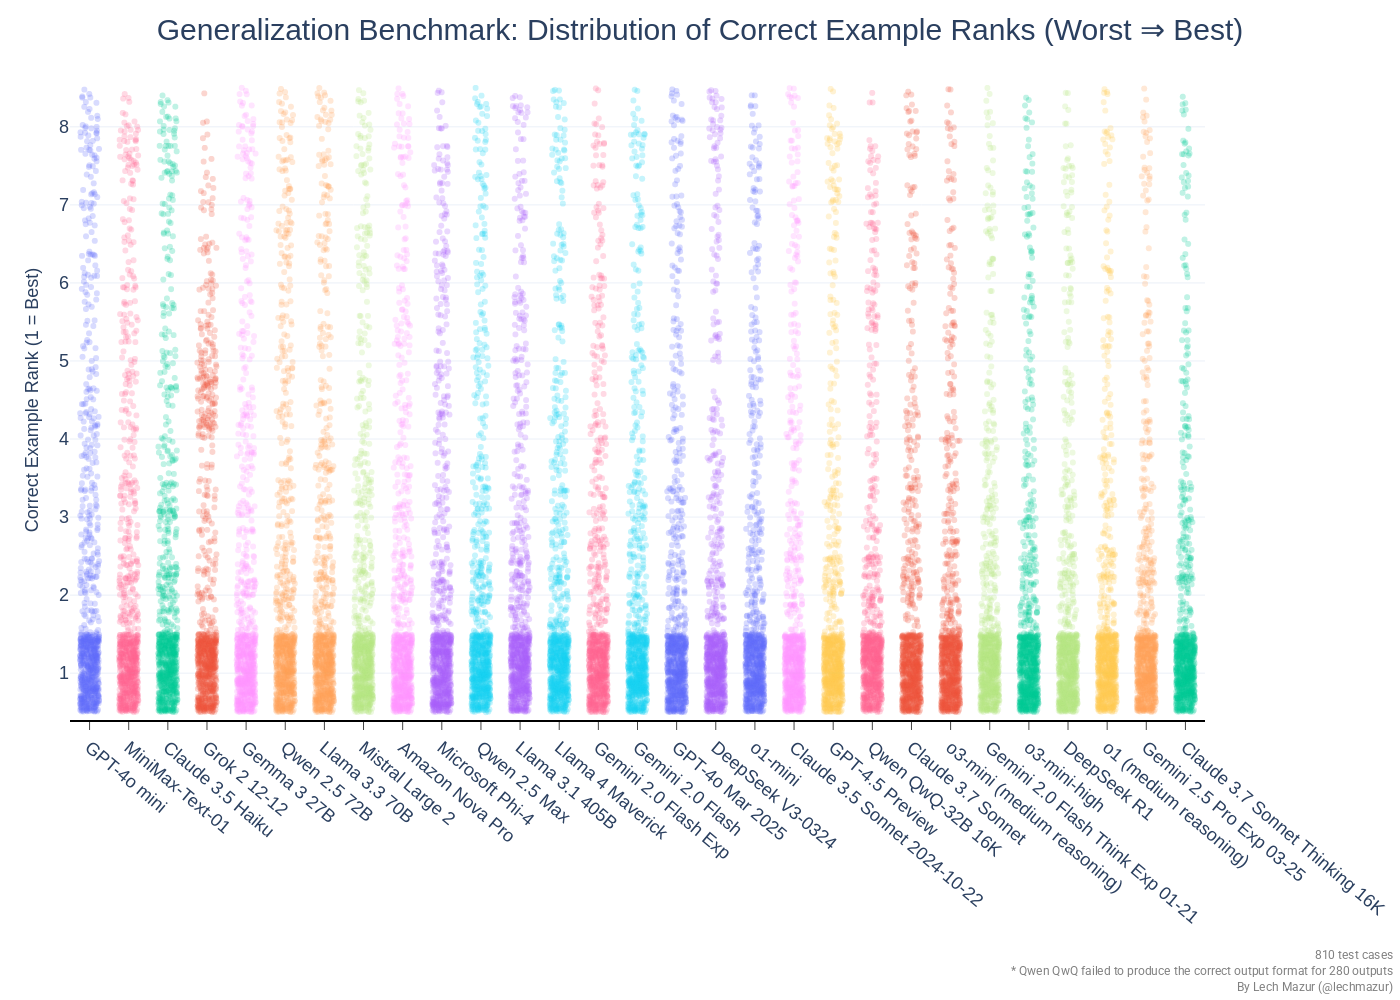 Generalization Benchmark: Distribution of Correct Example Ranks (Worst ⇒ Best)
Correct Example Rank (1 = Best)
8
7
6
5
4
3
2
1
GPT-4o mini
MiniMax-Text-01
Claude 3.5 Haiku
Grok 2 12-12
Gemma 3 27B
Qwen 2.5 72B
Llama 3.3 70B
Mistral Large 2
Amazon Nova Pro
Microsoft Phi-4
Qwen 2.5 Max
Llama 3.1 405B
Llama 4 Maverick
Gemini 2.0 Flash Exp
Gemini 2.0 Flash
GPT-4o Mar 2025
DeepSeek V3-0324
o1-mini
Claude 3.5 Sonnet 2024-10-22
GPT-4.5 Preview
Qwen QwQ-32B 16K
Claude 3.7 Sonnet
o3-mini (medium reasoning)
Gemini 2.0 Flash Think Exp 01-21
o3-mini-high
DeepSeek R1
o1 (medium reasoning)
Gemini 2.5 Pro Exp 03-25
Claude 3.7 Sonnet Thinking 16K
810 test cases
* Qwen QwQ failed to produce the correct output format for 280 outputs
By Lech Mazur (@lechmazur)